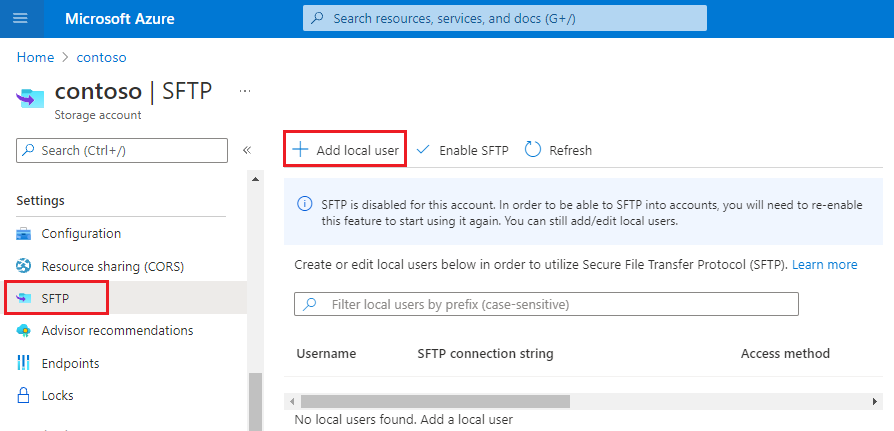 Microsoft Azure
Search resources, services, and docs (G+/)
Home > contoso
contoso | SFTP ...
Storage account
Search (Ctrl+/)
«
Add local user
Enable SFTP
Refresh
Settings
Configuration
Resource sharing (CORS)
SFTP
Advisor recommendations
Endpoints
Locks
SFTP is disabled for this account. In order to be able to SFTP into accounts, you will need to re-enable
this feature to start using it again. You can still add/edit local users.
Create or edit local users below in order to utilize Secure File Transfer Protocol (SFTP). Learn more
Filter local users by prefix (case-sensitive)
Username SFTP connection string Access method
No local users found. Add a local user